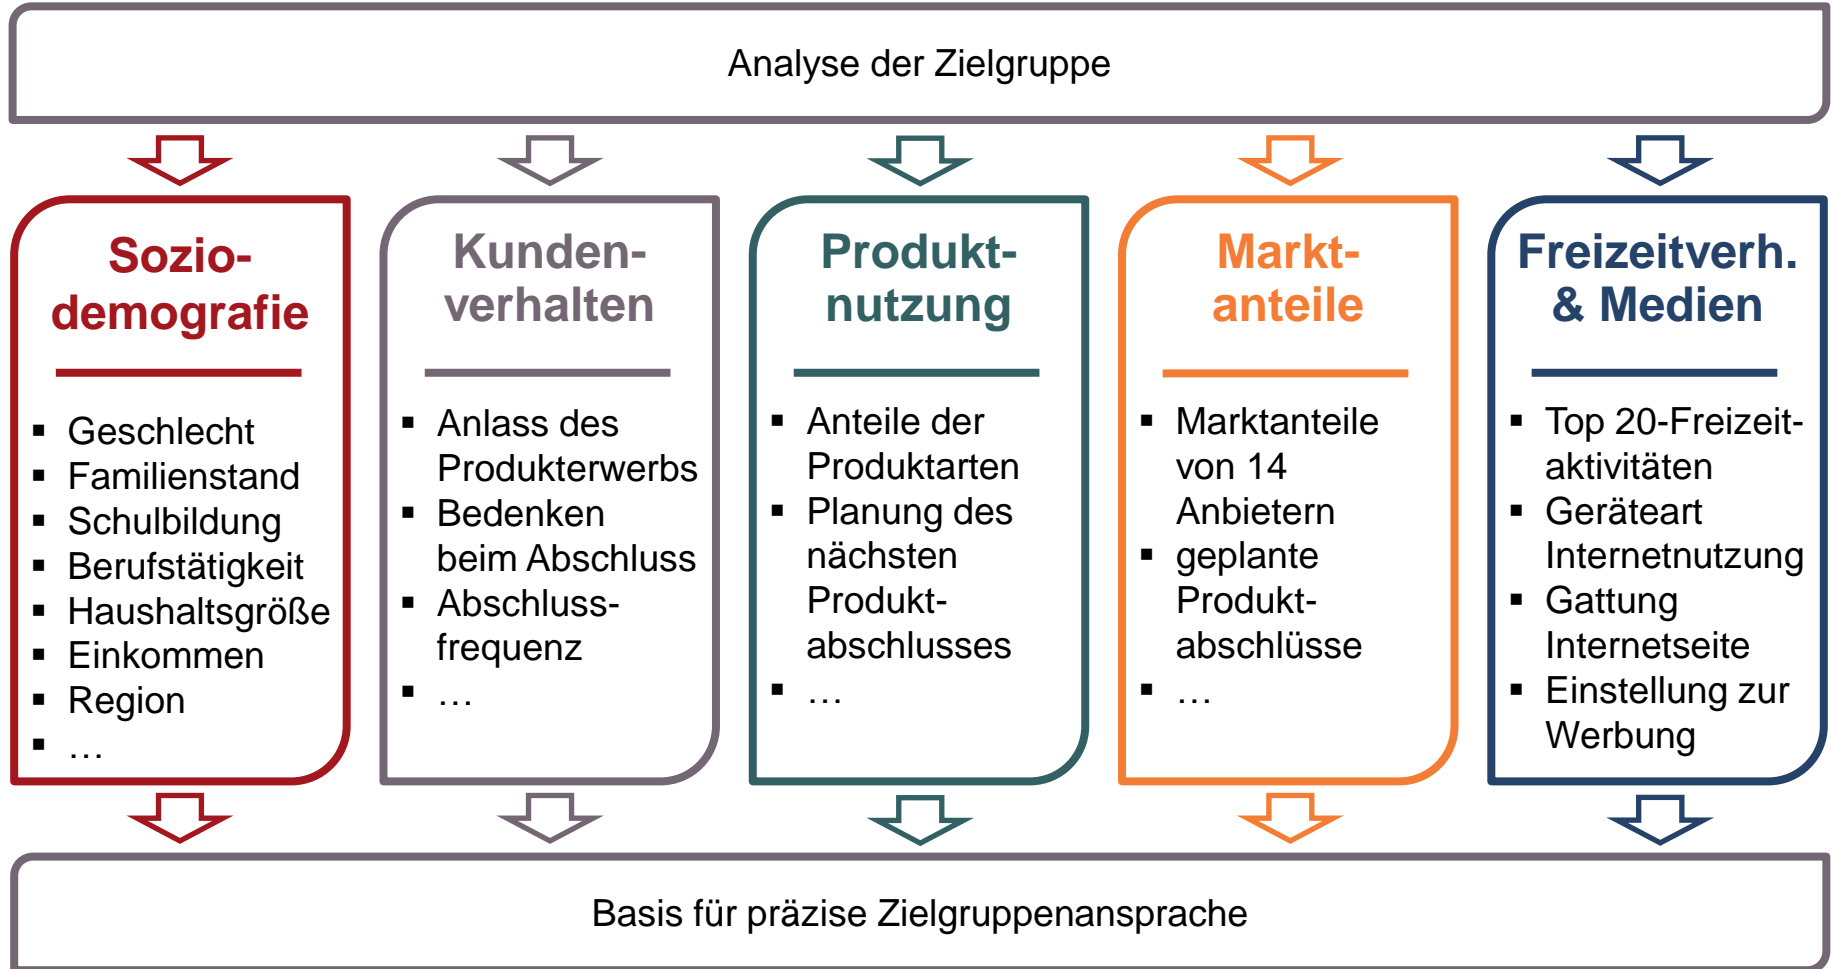 Analyse der Zielgruppe
Sozio-
demografie
▪ Geschlecht
▪ Familienstand
▪ Schulbildung
▪ Berufstätigkeit
▪ Haushaltsgröße
▪ Einkommen
▪ Region
▪ …
Kunden-
verhalten
▪ Anlass des
Produkterwerbs
▪ Bedenken
beim Abschluss
▪ Abschluss-
frequenz
▪ …
Produkt-
nutzung
▪ Anteile der
Produktarten
▪ Planung des
nächsten
Produkt-
abschlusses
▪ …
Markt-
anteile
▪ Marktanteile
von 14
Anbietern
▪ geplante
Produkt-
abschlüsse
▪ …
Freizeitverh.
& Medien
▪ Top 20-Freizeit-
aktivitäten
▪ Geräteart
Internetnutzung
▪ Gattung
Internetseite
▪ Einstellung zur
Werbung
Basis für präzise Zielgruppenansprache